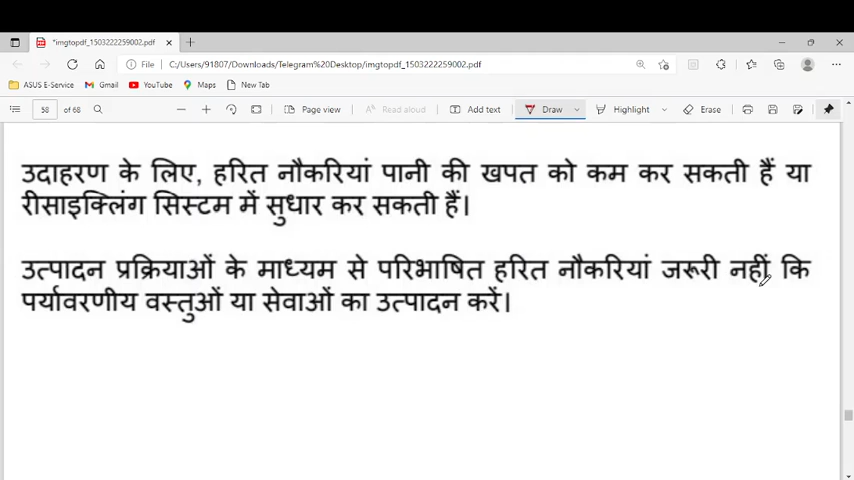 *imgtopdf_1503222259002.pdf
File C:/Users/91807/Downloads/Telegram%20Desktop/imgtopdf_1503222259002.pdf
ASUS E-Service Gmail YouTube Maps New Tab
58 of 68 Page view Read aloud Add text Draw Highlight Erase
उदाहरण के लिए, हरित नौकरियां पानी की खपत को कम कर सकती हैं या
रीसाइक्लिंग सिस्टम में सुधार कर सकती हैं।
उत्पादन प्रक्रियाओं के माध्यम से परिभाषित हरित नौकरियां जरूरी नहीं कि
पर्यावरणीय वस्तुओं या सेवाओं का उत्पादन करें।